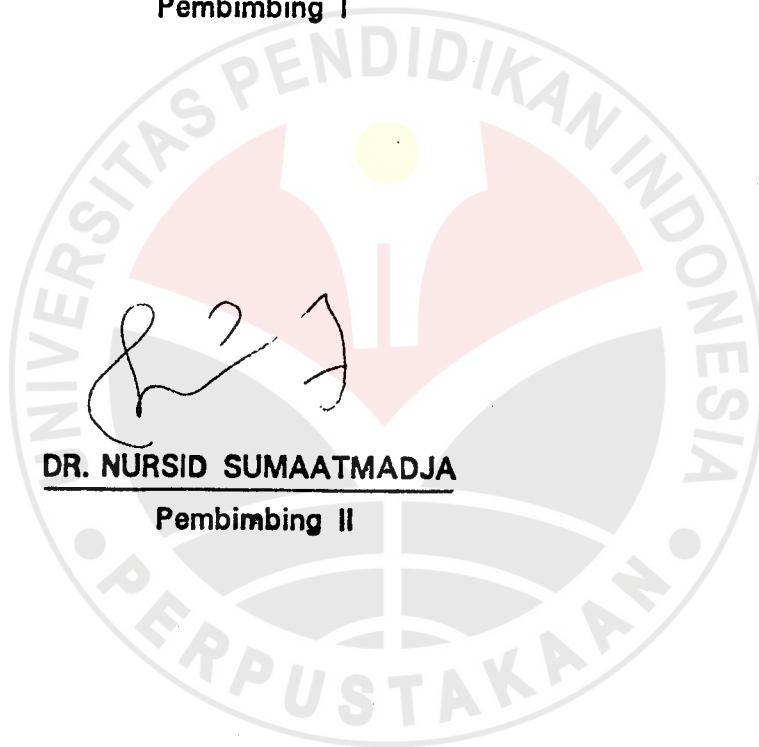 Pembimbing I
DR. NURSID SUMAATMADJA
Pembimbing II
UNIVERSITAS PENDIDIKAN INDONESIA
• PERPUSTAKAAN •